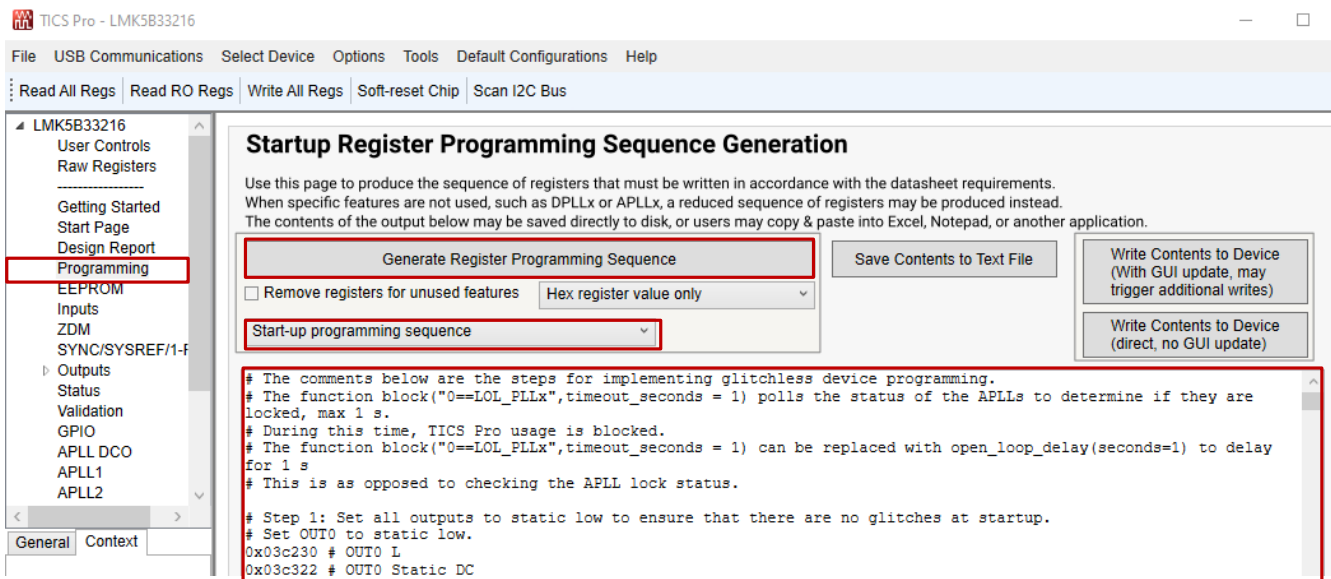 TICS Pro - LMK5B33216
File USB Communications Select Device Options Tools Default Configurations Help
Read All Regs Read RO Regs Write All Regs Soft-reset Chip Scan I2C Bus
LMK5B33216
User Controls
Raw Registers
-----------------
Getting Started
Start Page
Design Report
Programming
EEPROM
Inputs
ZDM
SYNC/SYSREF/1-F
Outputs
Status
Validation
GPIO
APLL DCO
APLL1
APLL2
General Context
Startup Register Programming Sequence Generation
Use this page to produce the sequence of registers that must be written in accordance with the datasheet requirements.
When specific features are not used, such as DPLLx or APLLx, a reduced sequence of registers may be produced instead.
The contents of the output below may be saved directly to disk, or users may copy & paste into Excel, Notepad, or another application.
Generate Register Programming Sequence
Remove registers for unused features Hex register value only
Start-up programming sequence
Save Contents to Text File
Write Contents to Device
(With GUI update, may
trigger additional writes)
Write Contents to Device
(direct, no GUI update)
# The comments below are the steps for implementing glitchless device programming.
# The function block("0==LOL_PLLx",timeout_seconds = 1) polls the status of the APLLs to determine if they are
locked, max 1 s.
# During this time, TICS Pro usage is blocked.
# The function block("0==LOL_PLLx",timeout_seconds = 1) can be replaced with open_loop_delay(seconds=1) to delay
for 1 s
# This is as opposed to checking the APLL lock status.
# Step 1: Set all outputs to static low to ensure that there are no glitches at startup.
# Set OUT0 to static low.
0x03c230 # OUT0 L
0x03c322 # OUT0 Static DC